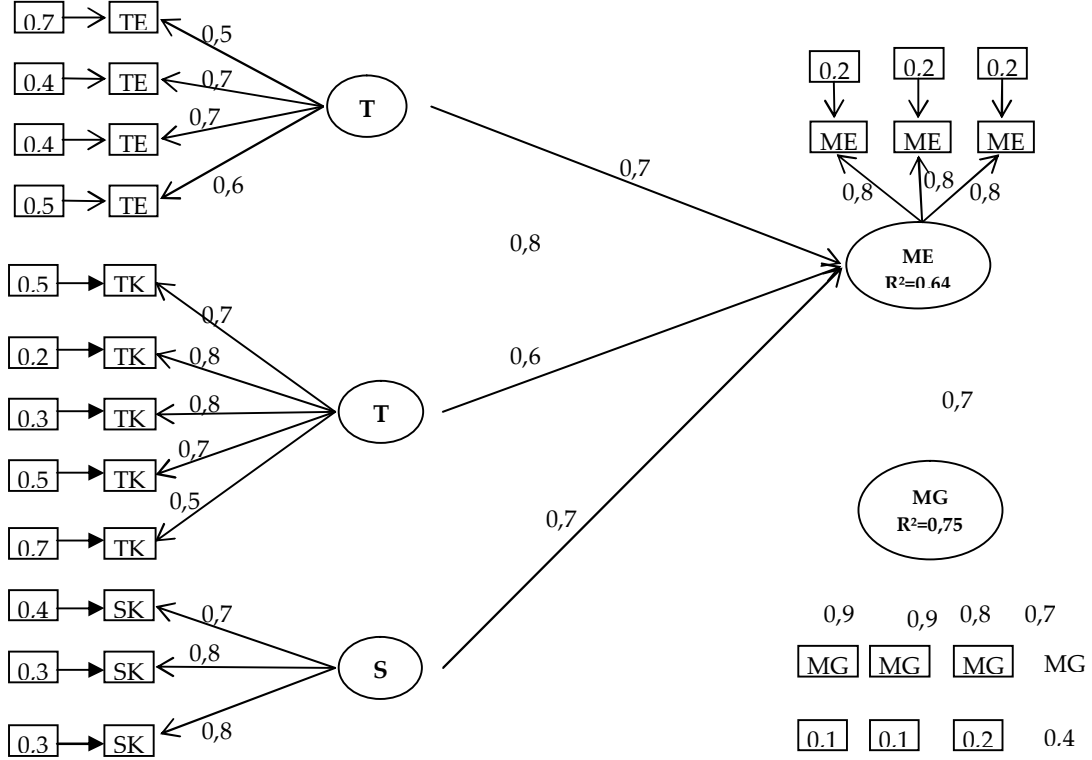 0.7 TE 0,5
0.4 TE 0,7
0.4 TE 0,7
0.5 TE 0,6
T
0,7
0,8
0.2 0.2 0.2
ME ME ME
0,8 0,8 0,8
ME
R²=0.64
0.5 TK 0,7
0.2 TK 0,8
0.3 TK 0,8
0.5 TK 0,7
0.7 TK 0,5
T
0,6
0,7
0,7
MG
R²=0,75
0.4 SK 0,7
0.3 SK 0,8
0.3 SK 0,8
S
0,9 0,9 0,8 0,7
MG MG MG MG
0.1 0.1 0.2 0.4